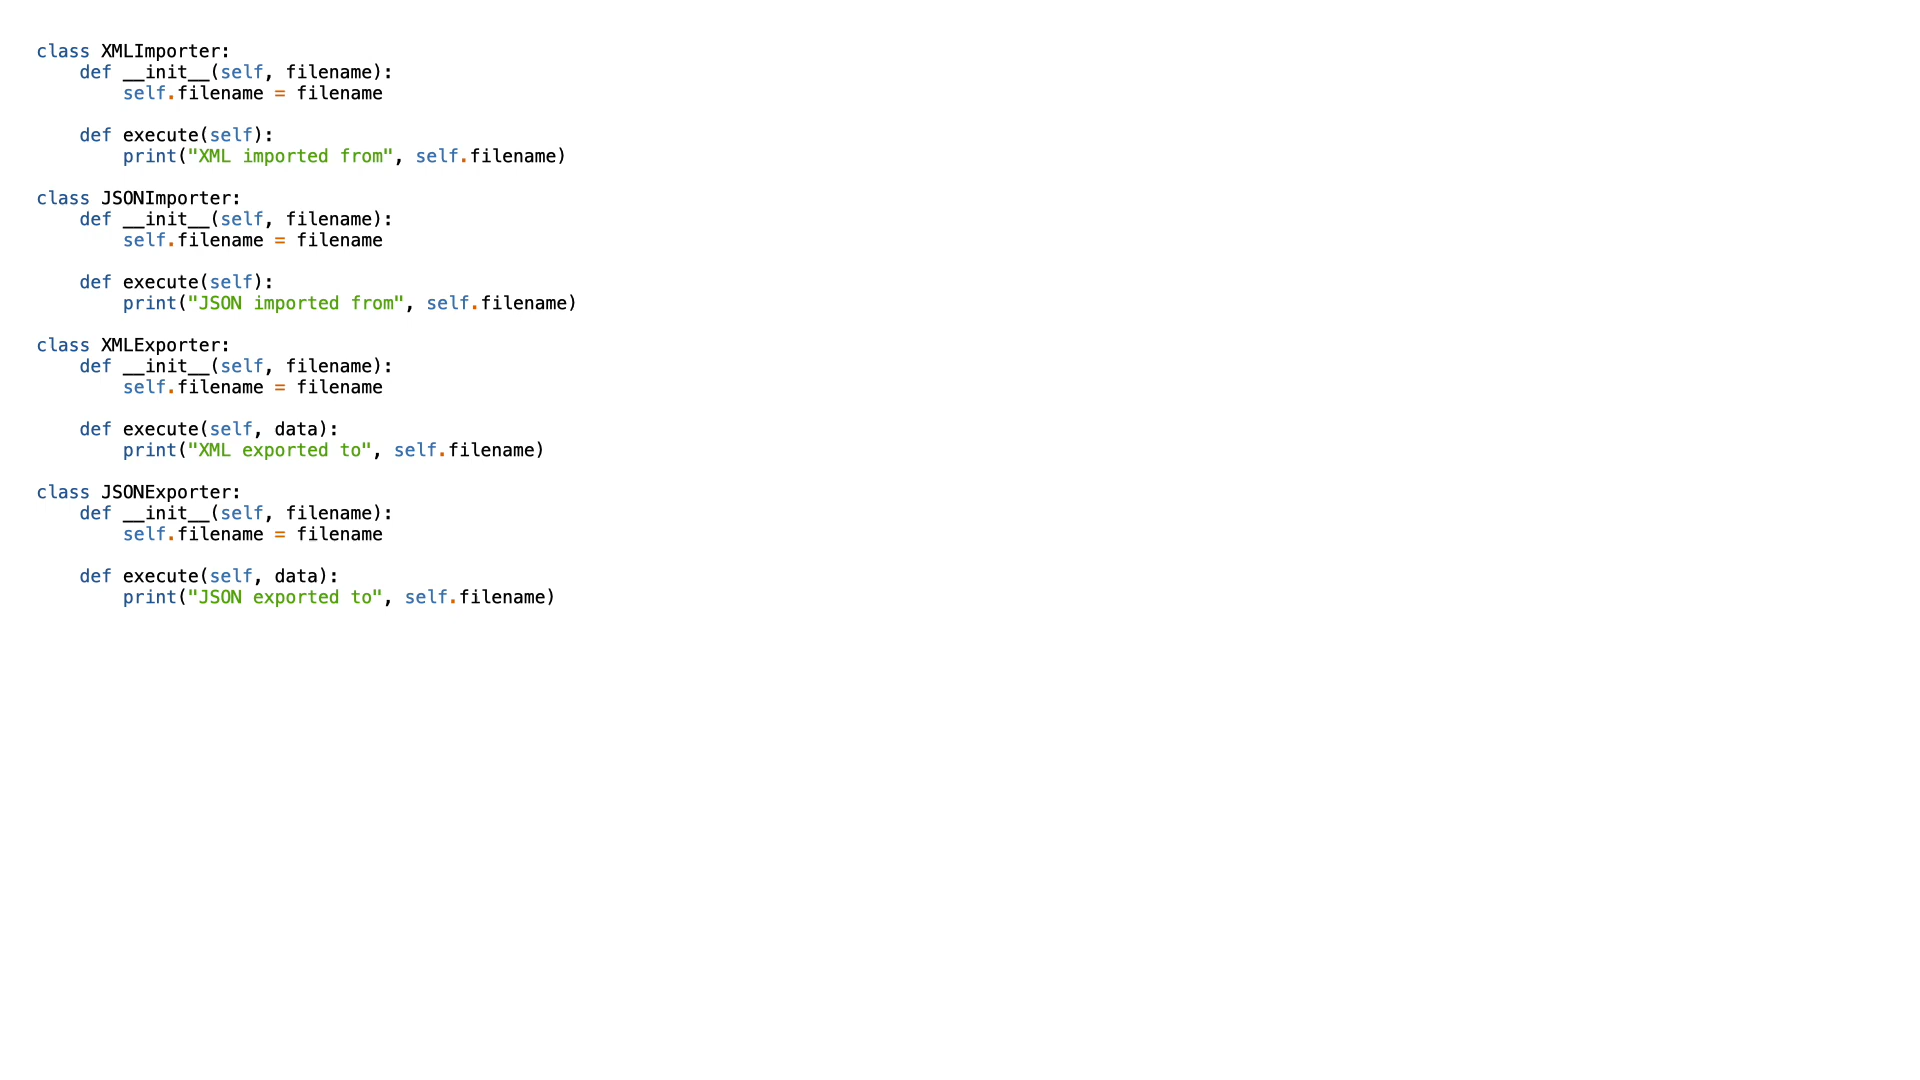 class XMLImporter:
    def __init__(self, filename):
        self.filename = filename

    def execute(self):
        print("XML imported from", self.filename)

class JSONImporter:
    def __init__(self, filename):
        self.filename = filename

    def execute(self):
        print("JSON imported from", self.filename)

class XMLExporter:
    def __init__(self, filename):
        self.filename = filename

    def execute(self, data):
        print("XML exported to", self.filename)

class JSONExporter:
    def __init__(self, filename):
        self.filename = filename

    def execute(self, data):
        print("JSON exported to", self.filename)